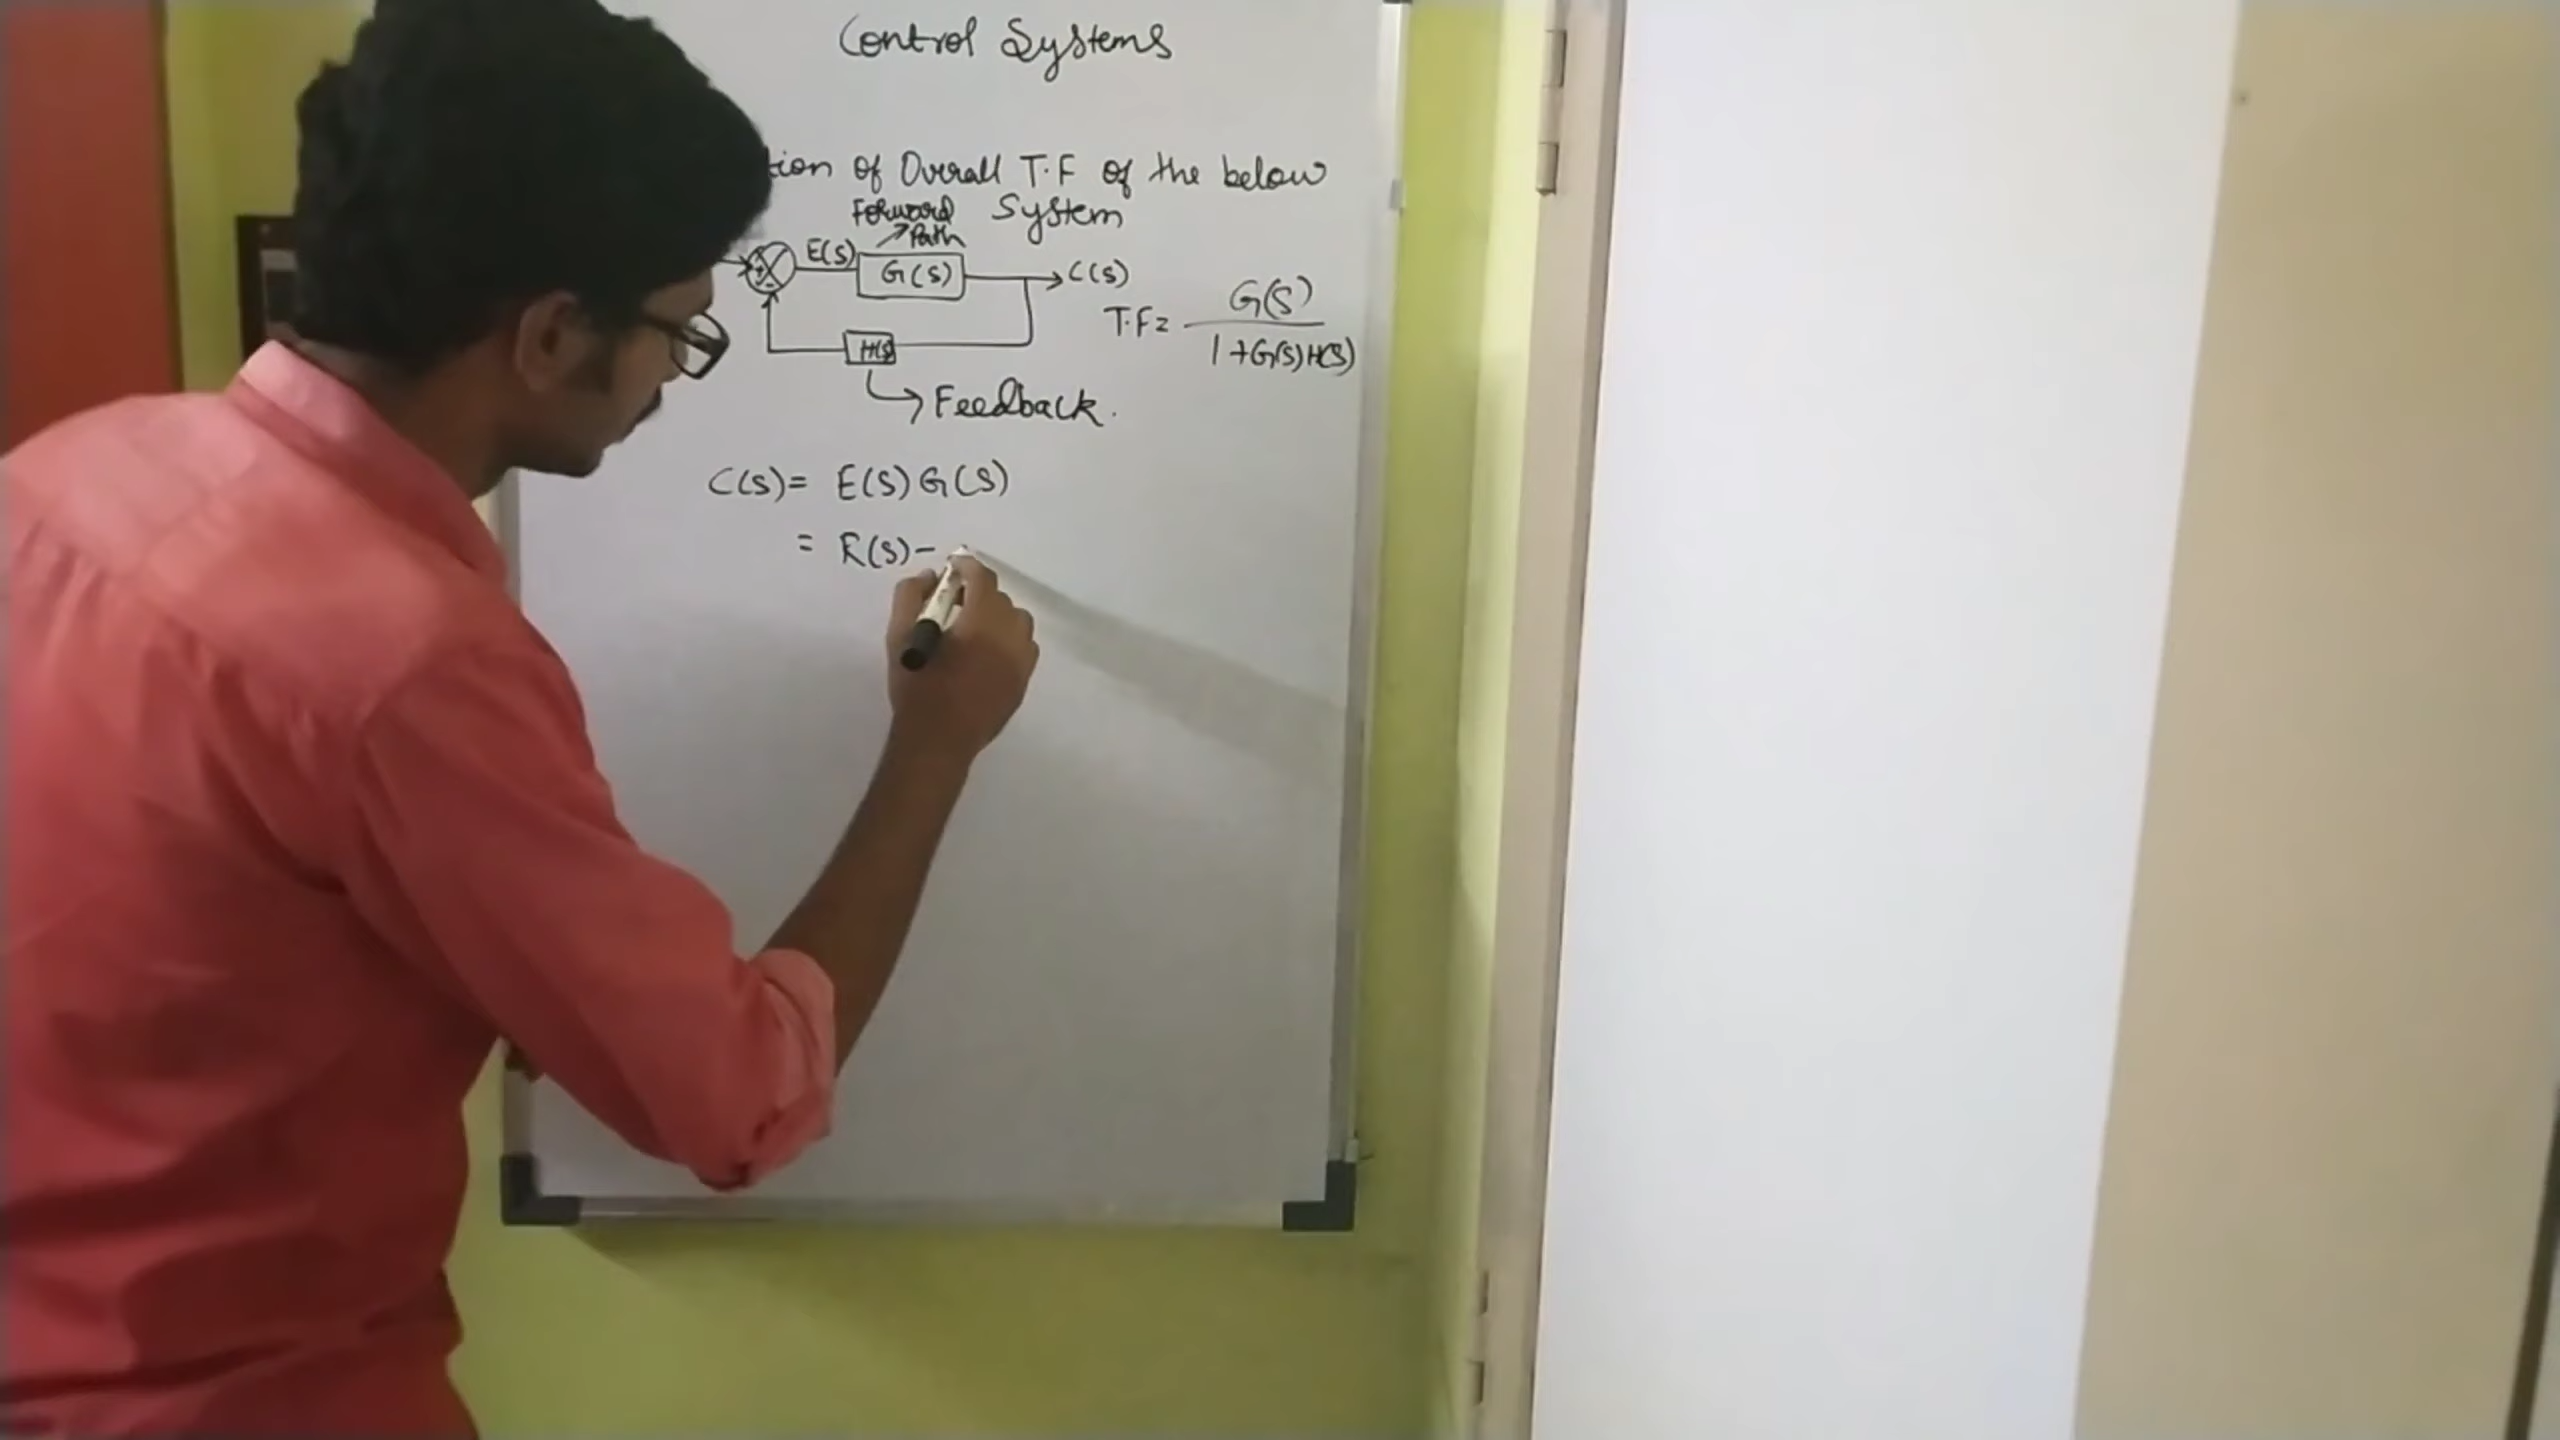 Control Systems
tion of Overall T.F of the below
Forward System
Path
E(S)
+
G(S)
C(S)
-
H(S)
T.F= G(S)
1+G(S)H(S)
Feedback.
C(S)= E(S)G(S)
= R(S)-